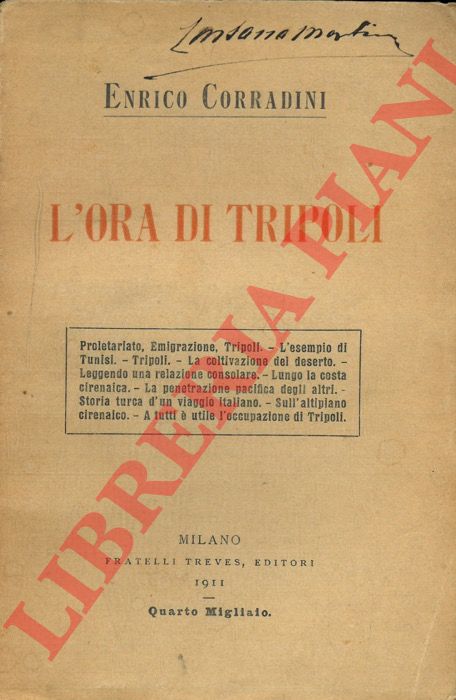 ENRICO CORRADINI
L'ORA DI TRIPOLI
Proletariato, Emigrazione, Tripoli. – L'esempio di
Tunisi. – Tripoli. – La coltivazione del deserto. –
Leggendo una relazione consolare. – Lungo la costa
cirenaica. – La penetrazione pacifica degli altri. –
Storia turca d'un viaggio italiano. – Sull'altipiano
cirenaico. – A tutti è utile l'occupazione di Tripoli.
MILANO
FRATELLI TREVES, EDITORI
1911
Quarto Migliaio.
LIBRERIA PIANI